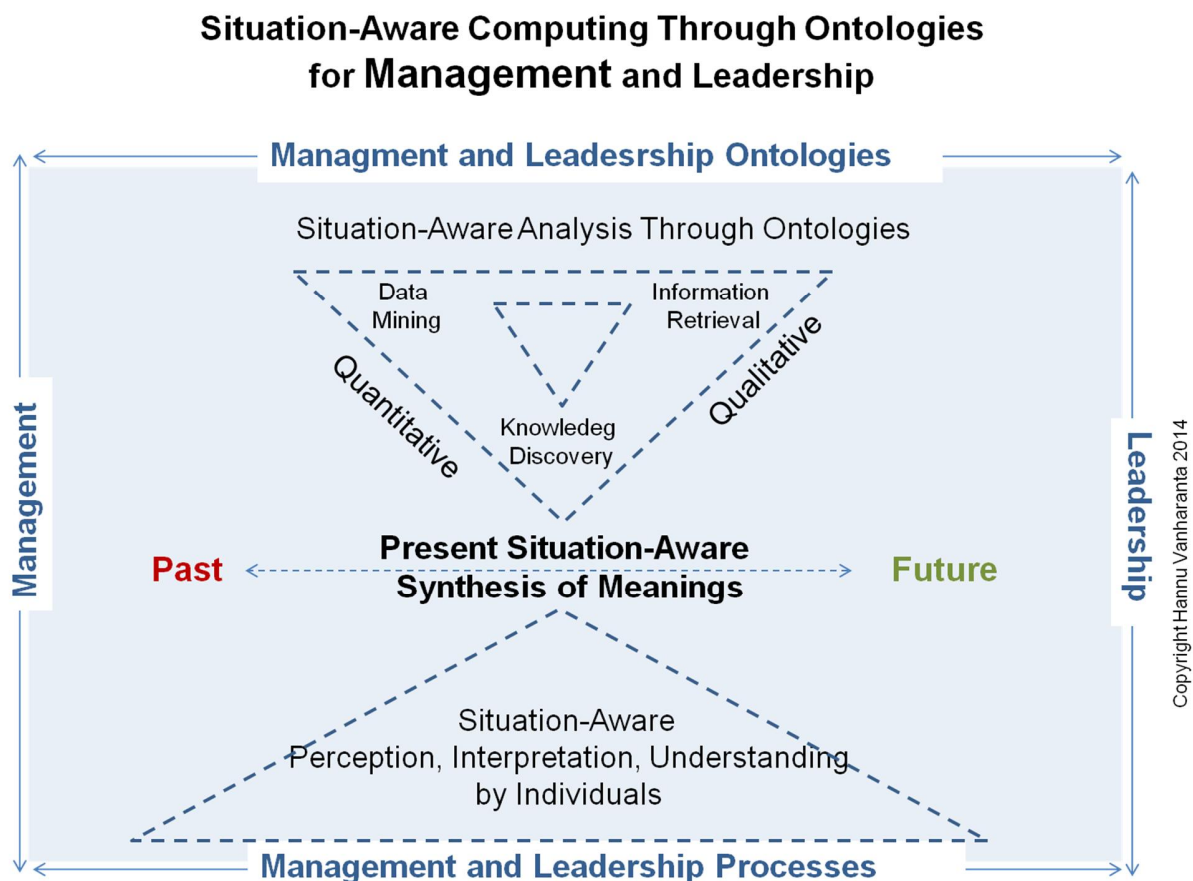 Situation-Aware Computing Through Ontologies
for Management and Leadership
Managment and Leadesrship Ontologies
Situation-Aware Analysis Through Ontologies
Data
Mining
Information
Retrieval
Quantitative
Qualitative
Knowledeg
Discovery
Management
Leadership
Past
Present Situation-Aware
Synthesis of Meanings
Future
Situation-Aware
Perception, Interpretation, Understanding
by Individuals
Management and Leadership Processes
Copyright Hannu Vanharanta 2014